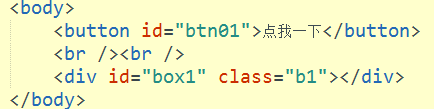 <body>
<button id="btn01">点我一下</button>
<br /><br />
<div id="box1" class="b1"></div>
</body>